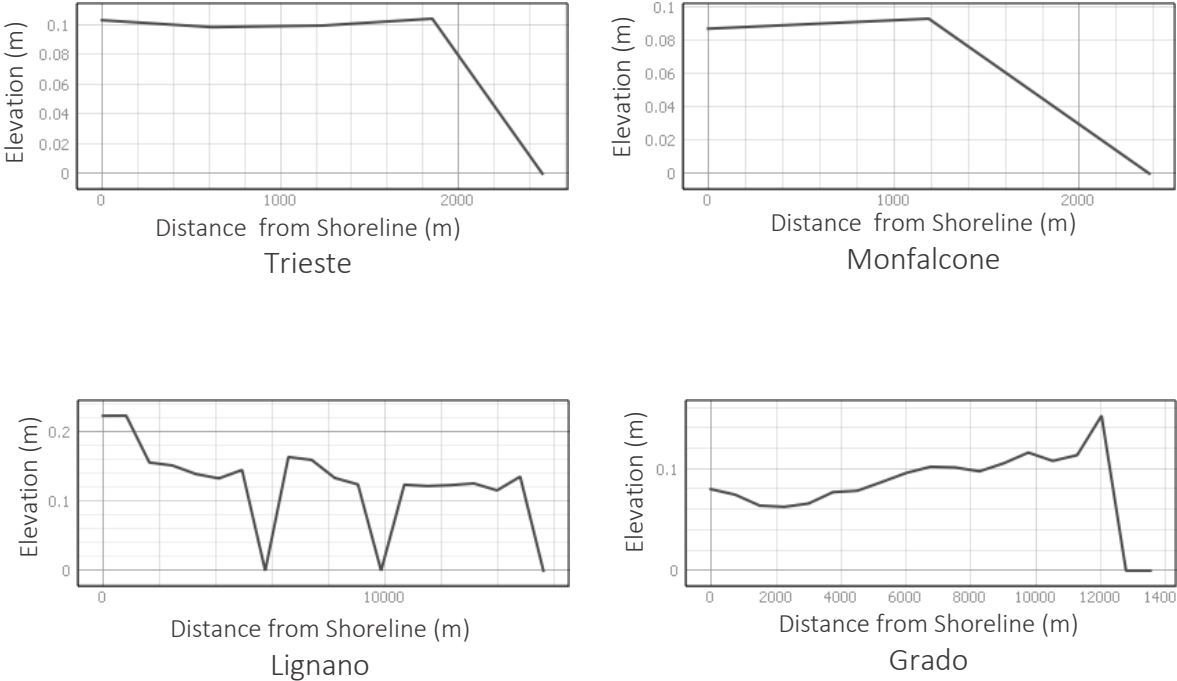 Elevation (m)
0.1
0.08
0.06
0.04
0.02
0
0 1000 2000
Distance from Shoreline (m)
Trieste
Elevation (m)
0.1
0.08
0.06
0.04
0.02
0
0 1000 2000
Distance from Shoreline (m)
Monfalcone
Elevation (m)
0.2
0.1
0
0 10000
Distance from Shoreline (m)
Lignano
Elevation (m)
0.1
0
0 2000 4000 6000 8000 10000 12000 1400
Distance from Shoreline (m)
Grado